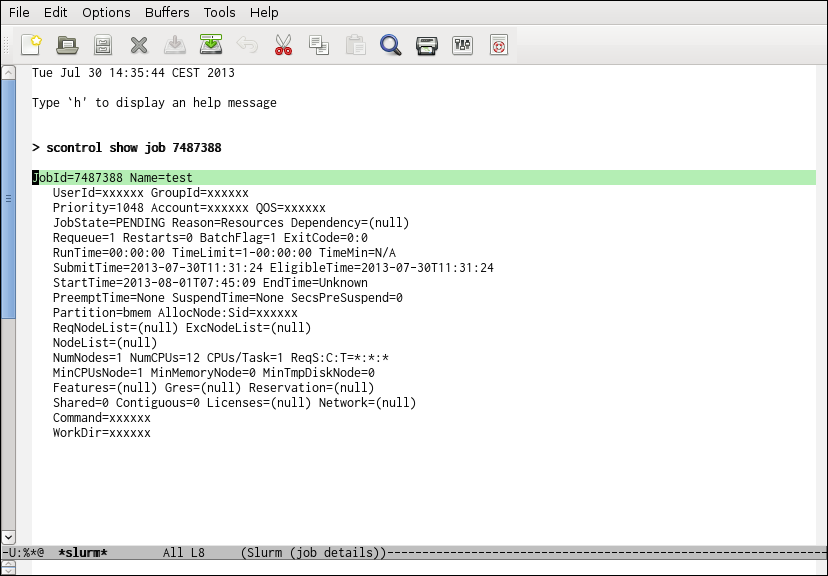 File Edit Options Buffers Tools Help
Tue Jul 30 14:35:44 CEST 2013
Type `h' to display an help message
> scontrol show job 7487388
JobId=7487388 Name=test
UserId=xxxxxx GroupId=xxxxxx
Priority=1048 Account=xxxxxx QOS=xxxxxx
JobState=PENDING Reason=Resources Dependency=(null)
Requeue=1 Restarts=0 BatchFlag=1 ExitCode=0:0
RunTime=00:00:00 TimeLimit=1-00:00:00 TimeMin=N/A
SubmitTime=2013-07-30T11:31:24 EligibleTime=2013-07-30T11:31:24
StartTime=2013-08-01T07:45:09 EndTime=Unknown
PreemptTime=None SuspendTime=None SecsPreSuspend=0
Partition=bmem AllocNode:Sid=xxxxxx
ReqNodeList=(null) ExcNodeList=(null)
NodeList=(null)
NumNodes=1 NumCPUs=12 CPUs/Task=1 ReqS:C:T=*:*:*
MinCPUsNode=1 MinMemoryNode=0 MinTmpDiskNode=0
Features=(null) Gres=(null) Reservation=(null)
Shared=0 Contiguous=0 Licenses=(null) Network=(null)
Command=xxxxxx
WorkDir=xxxxxx
-U:%*@  *slurm*        All L8     (Slurm (job details))--------------------------------------------------------------